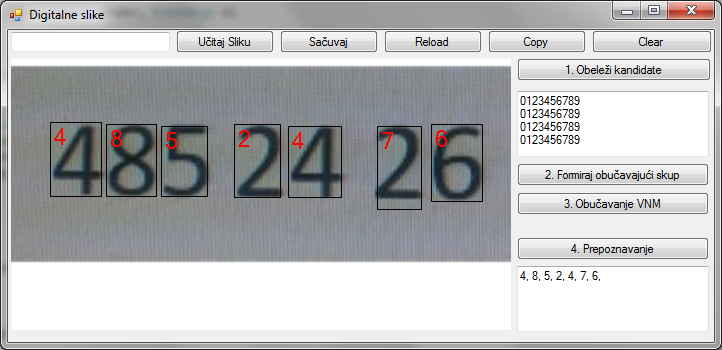 Digitalne slike
Učitaj Sliku Sačuvaj Reload Copy Clear
1. Obeleži kandidate
0123456789
0123456789
0123456789
0123456789
2. Formiraj obučavajući skup
3. Obučavanje VNM
4. Prepoznavanje
4, 8, 5, 2, 4, 7, 6,
4 8 5 2 4 7 6
485 24 26